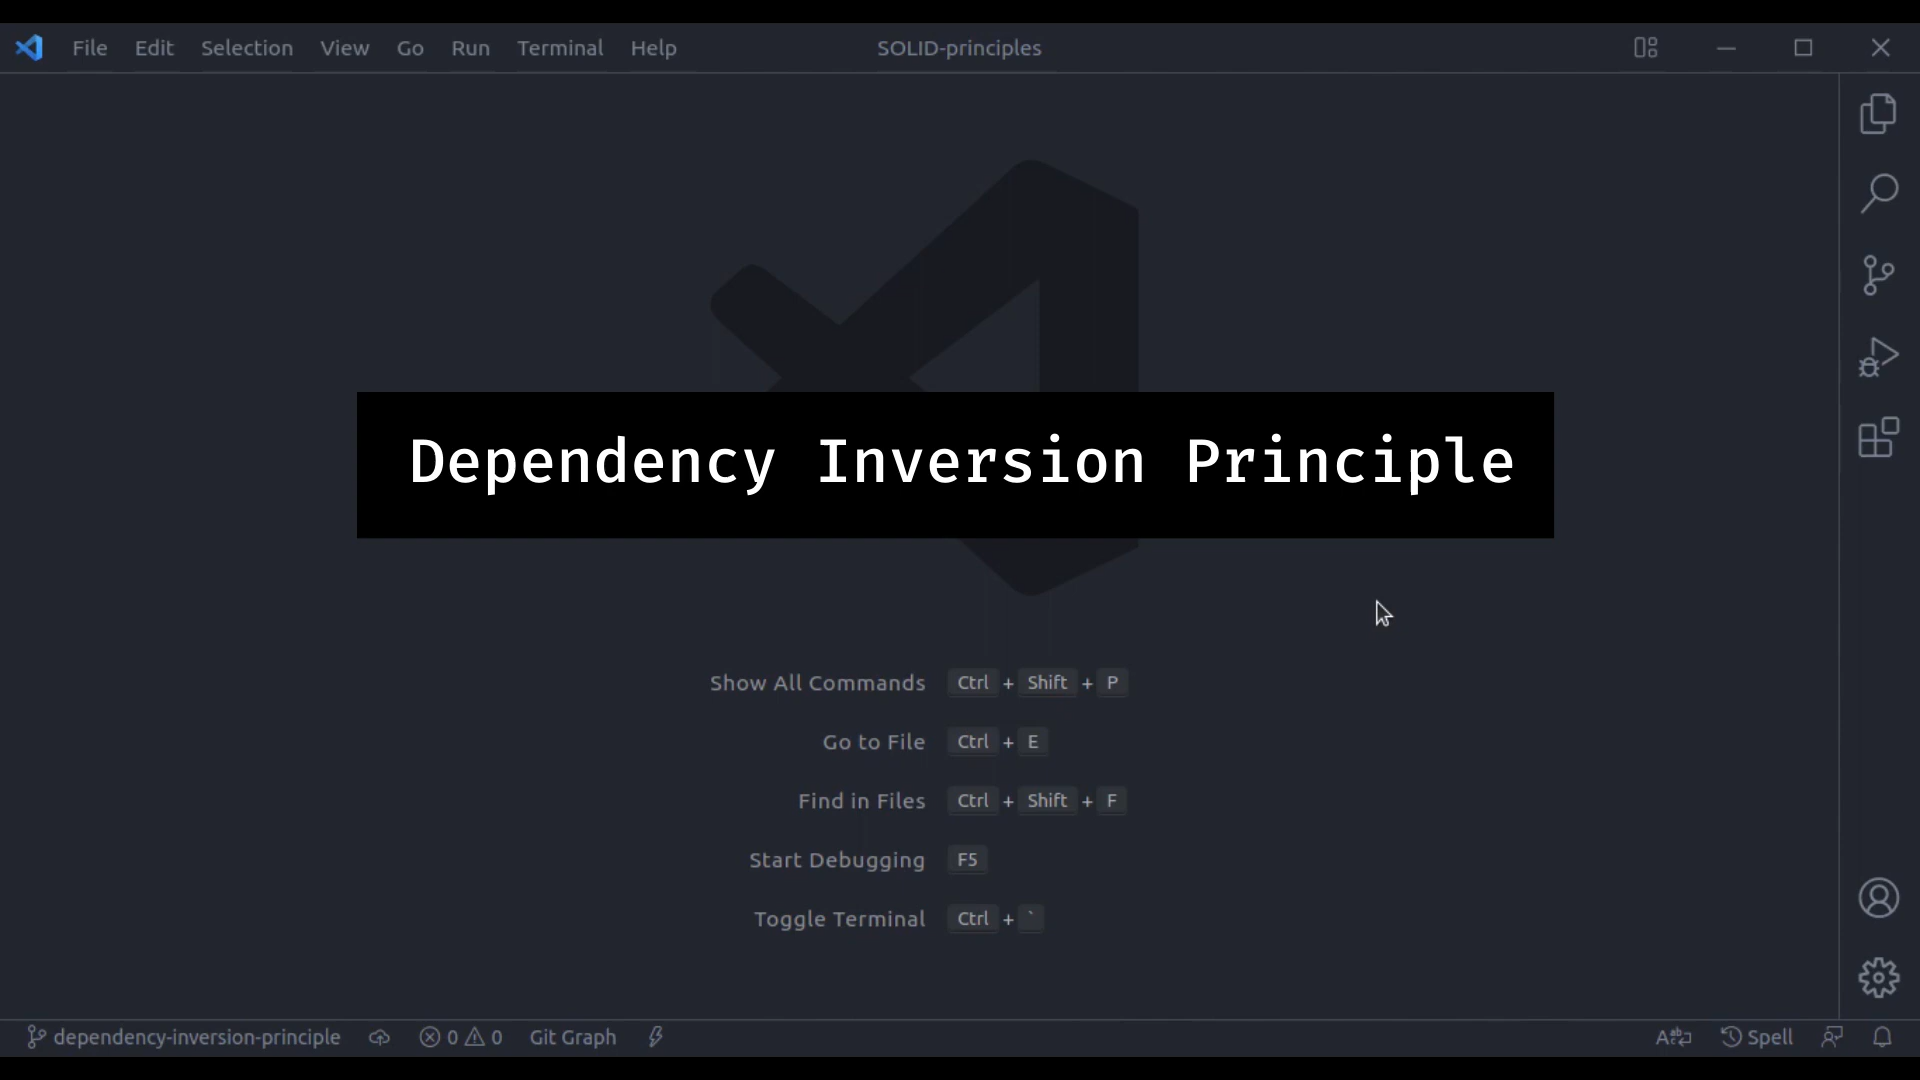 File Edit Selection View Go Run Terminal Help SOLID-principles
Dependency Inversion Principle
Show All Commands Ctrl + Shift + P
Go to File Ctrl + E
Find in Files Ctrl + Shift + F
Start Debugging F5
Toggle Terminal Ctrl + `
dependency-inversion-principle 0 0 Git Graph Spell